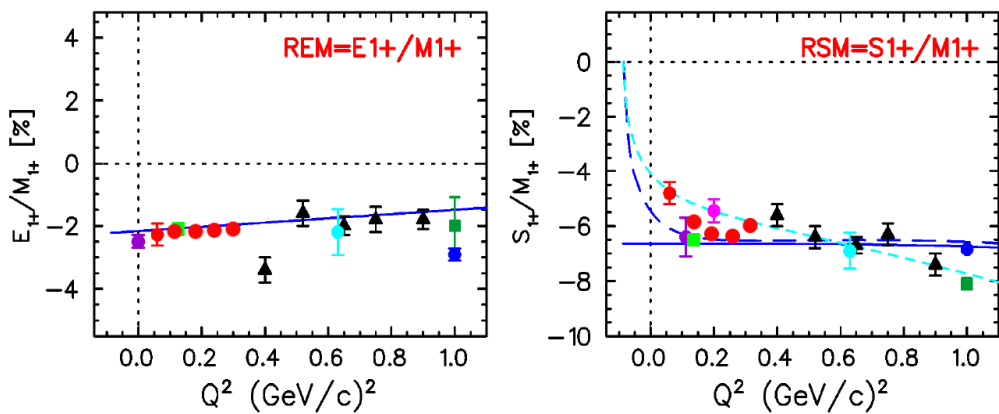 REM=E1+/M1+
4
2
0
−2
−4
E₁₊/M₁₊ [%]
0.0 0.2 0.4 0.6 0.8 1.0
Q² (GeV/c)²
RSM=S1+/M1+
0
−2
−4
−6
−8
−10
S₁₊/M₁₊ [%]
0.0 0.2 0.4 0.6 0.8 1.0
Q² (GeV/c)²